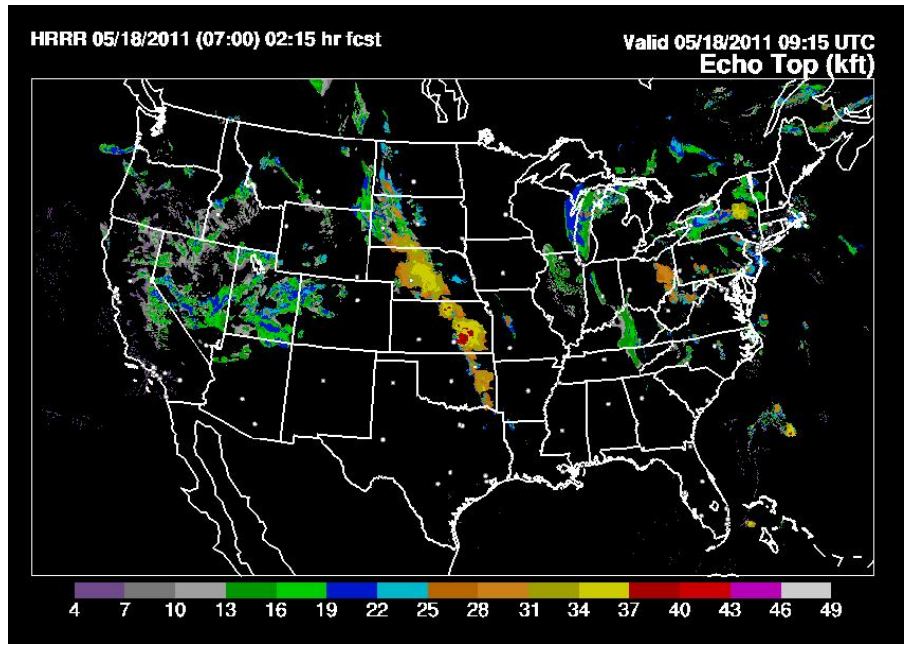 HRRR 05/18/2011 (07:00) 02:15 hr fcst
Valid 05/18/2011 09:15 UTC
Echo Top (kft)
4 7 10 13 16 19 22 25 28 31 34 37 40 43 46 49